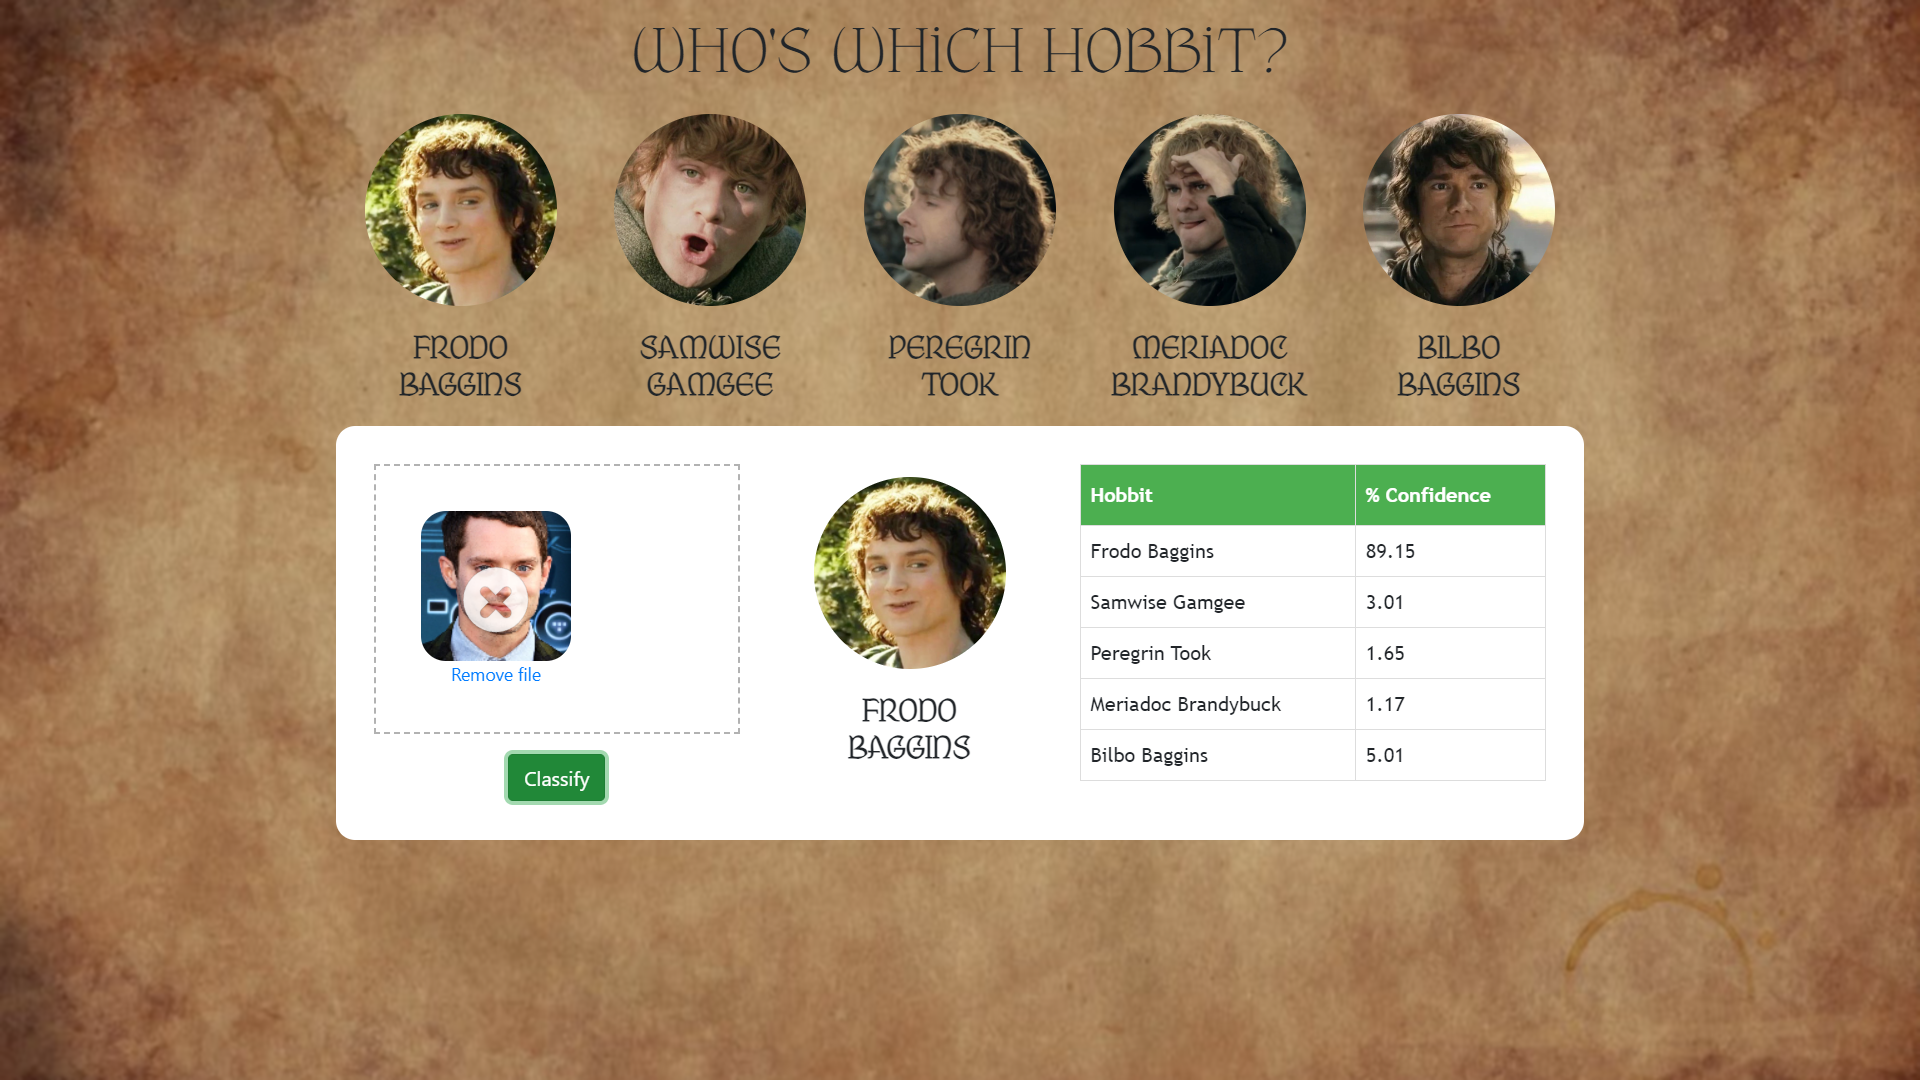 WHO'S WHiCH HOBBiT?
FRODO
BAGGINS
SAMWISE
GAMGEE
PEREGRIN
TOOK
MERIADOC
BRANDYBUCK
BILBO
BAGGINS
Remove file
Classify
FRODO
BAGGINS
Hobbit % Confidence
Frodo Baggins 89.15
Samwise Gamgee 3.01
Peregrin Took 1.65
Meriadoc Brandybuck 1.17
Bilbo Baggins 5.01